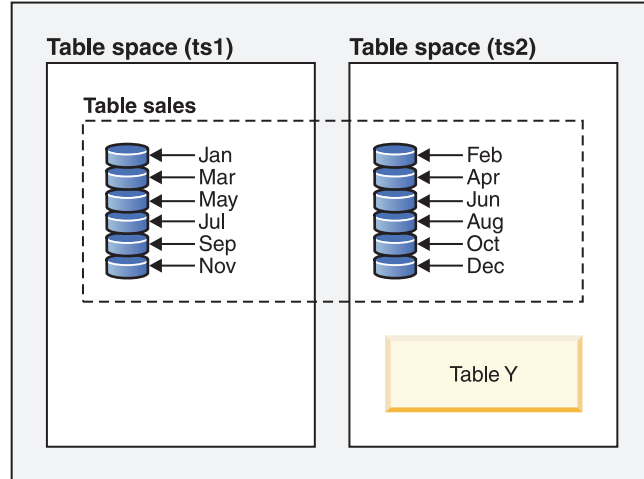 Table space (ts1)
Table space (ts2)
Table sales
Jan
Mar
May
Jul
Sep
Nov
Feb
Apr
Jun
Aug
Oct
Dec
Table Y